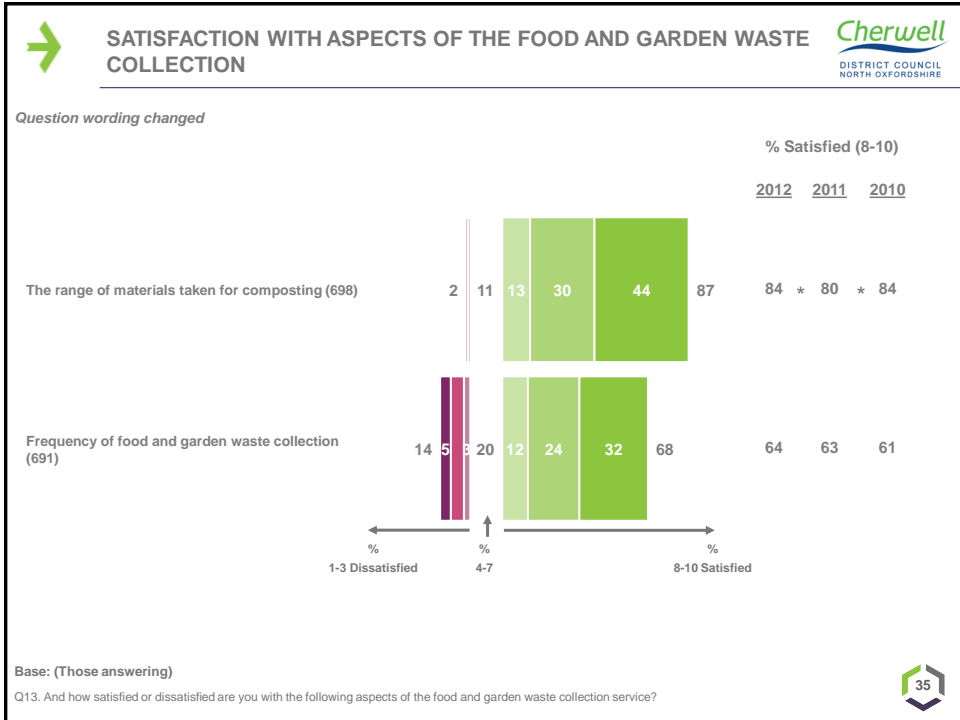 SATISFACTION WITH ASPECTS OF THE FOOD AND GARDEN WASTE
COLLECTION
Cherwell
DISTRICT COUNCIL
NORTH OXFORDSHIRE
Question wording changed
% Satisfied (8-10)
2012 2011 2010
The range of materials taken for composting (698) 2 11 13 30 44 87 84 * 80 * 84
Frequency of food and garden waste collection
(691)
14 5 3 20 12 24 32 68 64 63 61
% % %
1-3 Dissatisfied 4-7 8-10 Satisfied
Base: (Those answering)
Q13. And how satisfied or dissatisfied are you with the following aspects of the food and garden waste collection service?
35